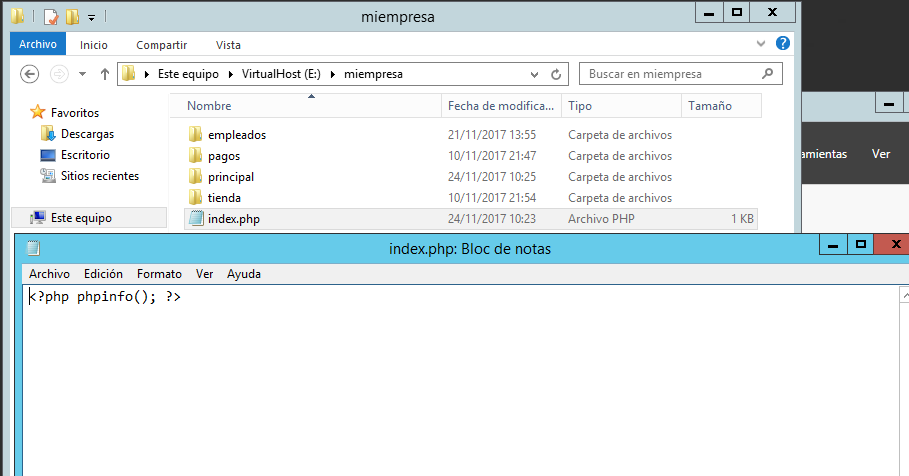 miempresa
Archivo Inicio Compartir Vista
Este equipo VirtualHost (E:) miempresa Buscar en miempresa
Nombre Fecha de modifica... Tipo Tamaño
Favoritos
Descargas
Escritorio
Sitios recientes
Este equipo
empleados 21/11/2017 13:55 Carpeta de archivos
pagos 10/11/2017 21:47 Carpeta de archivos
principal 24/11/2017 10:25 Carpeta de archivos
tienda 10/11/2017 21:54 Carpeta de archivos
index.php 24/11/2017 10:23 Archivo PHP 1 KB
amientas Ver
index.php: Bloc de notas
Archivo Edición Formato Ver Ayuda
<?php phpinfo(); ?>